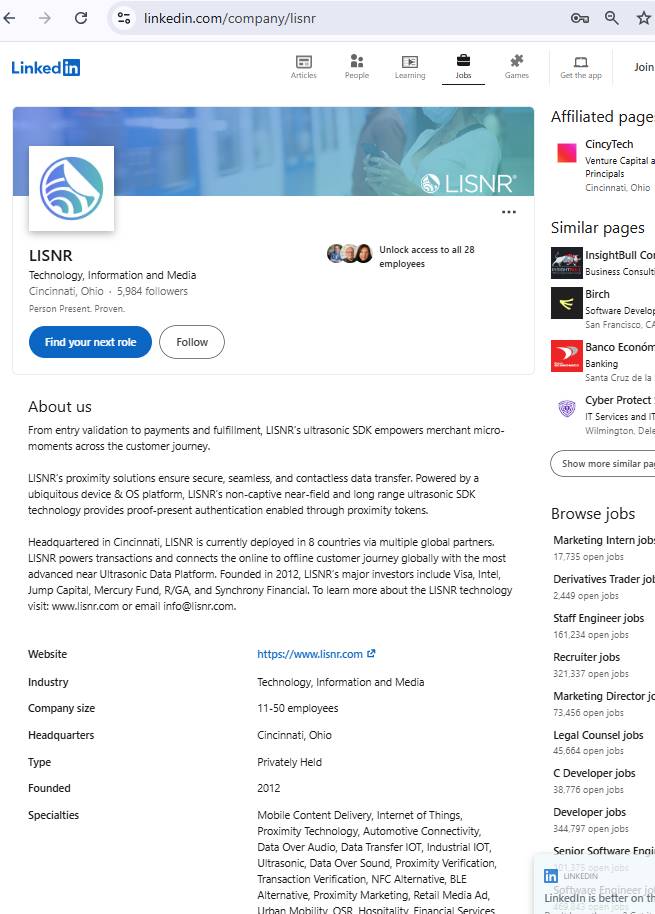 linkedin.com/company/lisnr
LinkedIn
Articles
People
Learning
Jobs
Games
Get the app
Join
LISNR®
LISNR
Technology, Information and Media
Cincinnati, Ohio · 5,984 followers
Person Present. Proven.
Unlock access to all 28
employees
Find your next role
Follow
About us
From entry validation to payments and fulfillment, LISNR's ultrasonic SDK empowers merchant micro-
moments across the customer journey.
LISNR's proximity solutions ensure secure, seamless, and contactless data transfer. Powered by a
ubiquitous device & OS platform, LISNR's non-captive near-field and long range ultrasonic SDK
technology provides proof-present authentication enabled through proximity tokens.
Headquartered in Cincinnati, LISNR is currently deployed in 8 countries via multiple global partners.
LISNR powers transactions and connects the online to offline customer journey globally with the most
advanced near Ultrasonic Data Platform. Founded in 2012, LISNR's major investors include Visa, Intel,
Jump Capital, Mercury Fund, R/GA, and Synchrony Financial. To learn more about the LISNR technology
visit: www.lisnr.com or email info@lisnr.com.
Website
https://www.lisnr.com
Industry
Technology, Information and Media
Company size
11-50 employees
Headquarters
Cincinnati, Ohio
Type
Privately Held
Founded
2012
Specialties
Mobile Content Delivery, Internet of Things,
Proximity Technology, Automotive Connectivity,
Data Over Audio, Data Transfer IOT, Industrial IOT,
Ultrasonic, Data Over Sound, Proximity Verification,
Transaction Verification, NFC Alternative, BLE
Alternative, Proximity Marketing, Retail Media Ad,
Urban Mobility, QSR, Hospitality, Financial Services
Affiliated page
CincyTech
Venture Capital a
Principals
Cincinnati, Ohio
Similar pages
InsightBull Con
Business Consulti
Birch
Software Develop
San Francisco, CA
Banco Económ
Banking
Santa Cruz de la
Cyber Protect
IT Services and IT
Wilmington, Dele
Show more similar pag
Browse jobs
Marketing Intern jobs
17,735 open jobs
Derivatives Trader job
2,449 open jobs
Staff Engineer jobs
161,234 open jobs
Recruiter jobs
321,337 open jobs
Marketing Director jo
73,456 open jobs
Legal Counsel jobs
45,664 open jobs
C Developer jobs
38,776 open jobs
Developer jobs
344,797 open jobs
Senior Software Engi
101,375 open jobs
LINKEDIN
Software Engineer jo
LinkedIn is better on th
469,843 open jobs